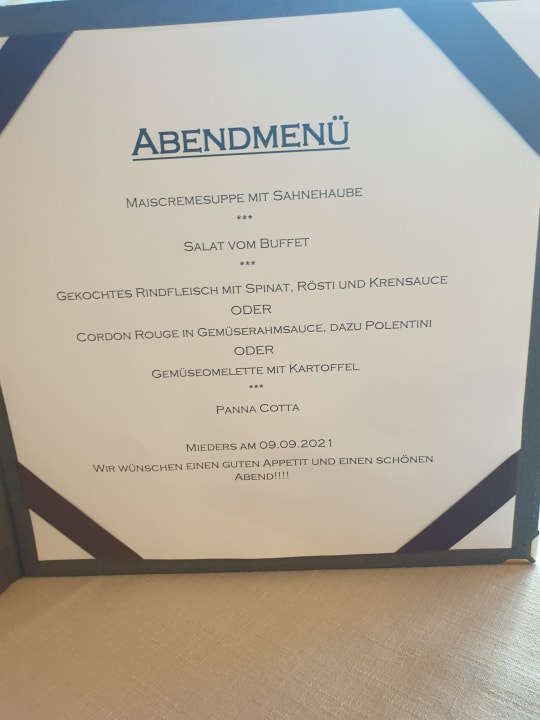 ABENDMENÜ
MAISCREMESUPPE MIT SAHNEHAUBE
***
SALAT VOM BUFFET
***
GEKOCHTES RINDFLEISCH MIT SPINAT, RÖSTI UND KRENSAUCE
ODER
CORDON ROUGE IN GEMÜSERAHMSAUCE, DAZU POLENTINI
ODER
GEMÜSEOMELETTE MIT KARTOFFEL
***
PANNA COTTA
MIEDERS AM 09.09.2021
WIR WÜNSCHEN EINEN GUTEN APPETIT UND EINEN SCHÖNEN
ABEND!!!!